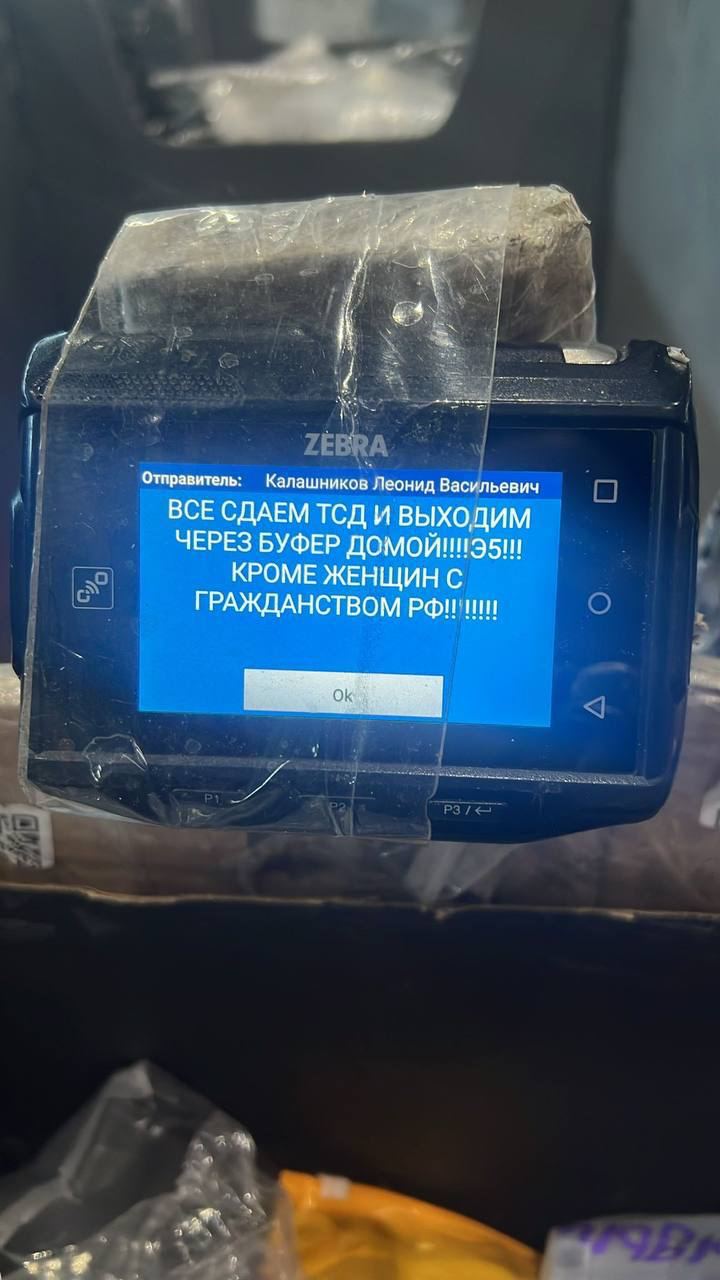 ZEBRA
Отправитель: Калашников Леонид Васильевич
ВСЕ СДАЕМ ТСД И ВЫХОДИМ
ЧЕРЕЗ БУФЕР ДОМОЙ!!!!Э5!!!
КРОМЕ ЖЕНЩИН С
ГРАЖДАНСТВОМ РФ!!!!!!!!
Ok
P1
P2
P3 / ↵